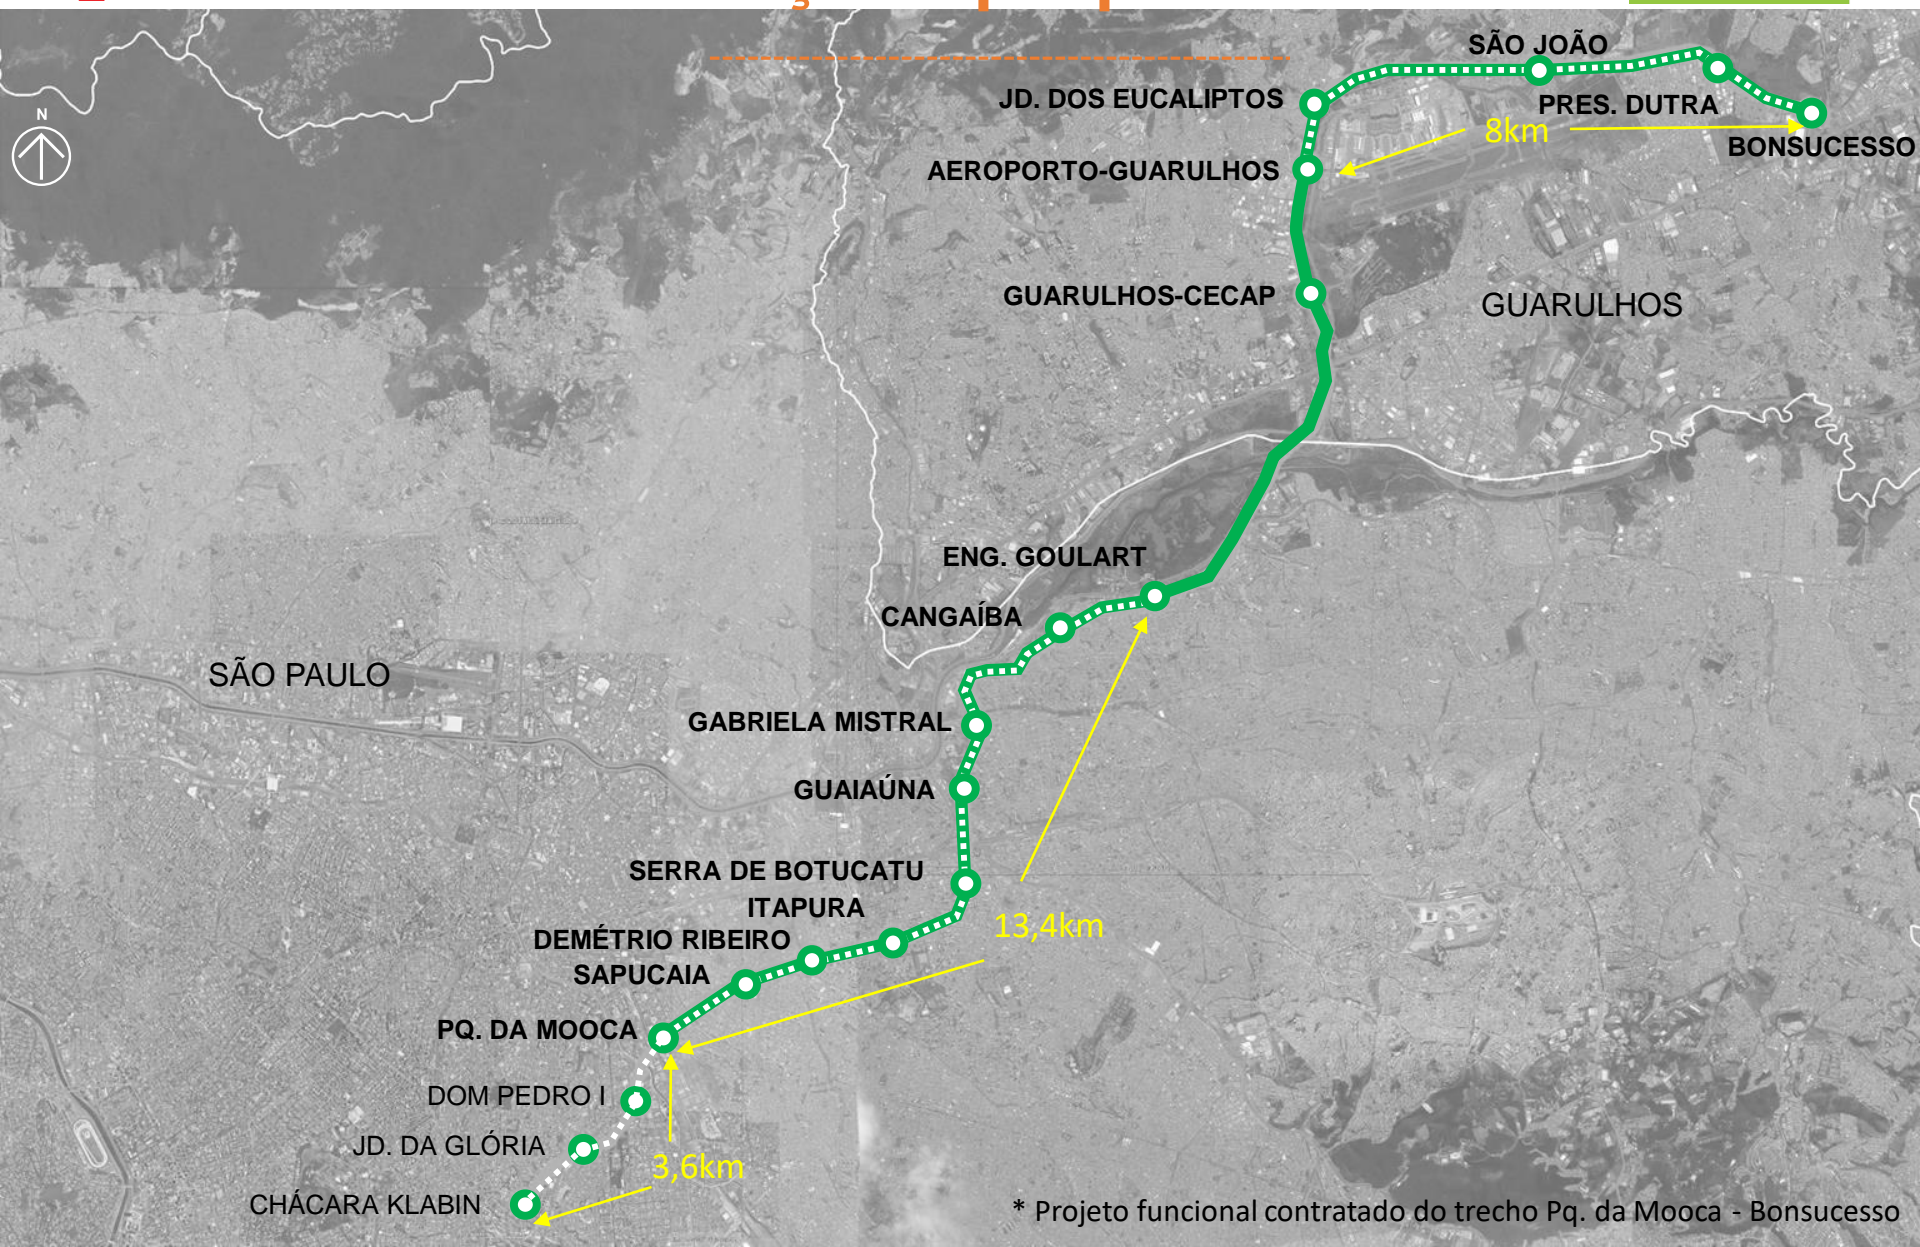 SÃO JOÃO
JD. DOS EUCALIPTOS
PRES. DUTRA
8km
BONSUCESSO
N
AEROPORTO-GUARULHOS
GUARULHOS-CECAP
GUARULHOS
ENG. GOULART
CANGAÍBA
SÃO PAULO
GABRIELA MISTRAL
GUAIAÚNA
SERRA DE BOTUCATU
ITAPURA
13,4km
DEMÉTRIO RIBEIRO
SAPUCAIA
PQ. DA MOOCA
DOM PEDRO I
JD. DA GLÓRIA
3,6km
CHÁCARA KLABIN
* Projeto funcional contratado do trecho Pq. da Mooca - Bonsucesso